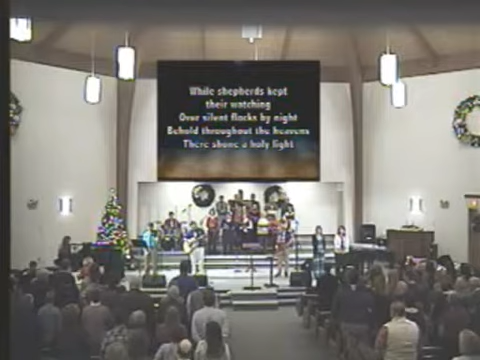 While shepherds kept
their watching
Over silent flocks by night
Behold throughout the heavens
There shone a holy light